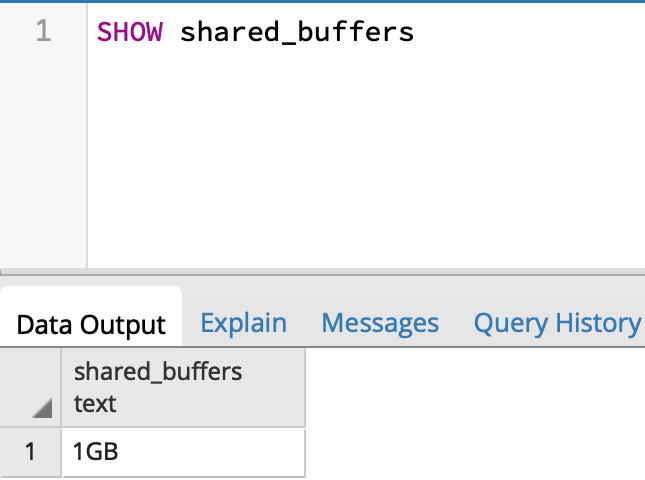 1 SHOW shared_buffers
Data Output Explain Messages Query History
shared_buffers
text
1 1GB